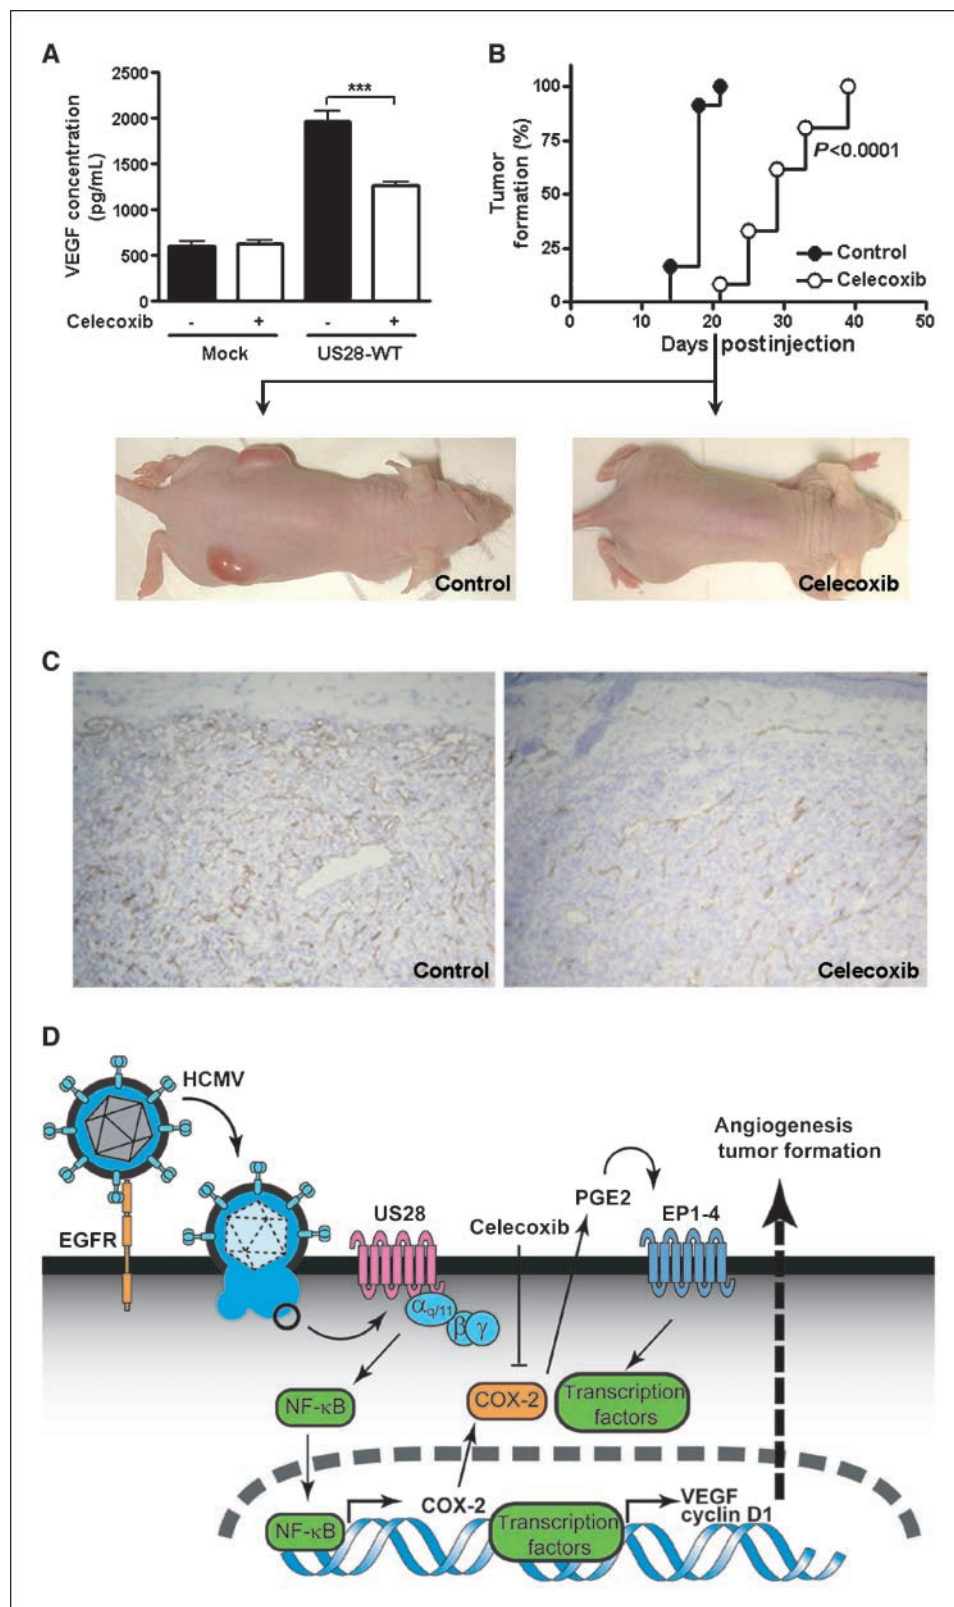 A
2500
2000
1500
1000
500
0
VEGF concentration
(pg/mL)
***
Celecoxib - + - +
Mock US28-WT
B
100
75
50
25
0
Tumor
formation (%)
P<0.0001
Control
Celecoxib
0 10 20 30 40 50
Days postinjection
Control
Celecoxib
C
Control
Celecoxib
D
HCMV
EGFR
US28
αq/11
β γ
Celecoxib
PGE2
EP1-4
Angiogenesis
tumor formation
NF-κB
COX-2
Transcription
factors
NF-κB
COX-2
Transcription
factors
VEGF
cyclin D1